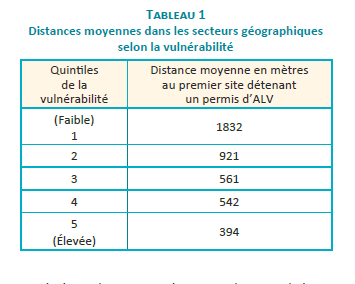 TABLEAU 1
Distances moyennes dans les secteurs géographiques
selon la vulnérabilité
Quintiles
de la
vulnérabilité
Distance moyenne en mètres
au premier site détenant
un permis d’ALV
(Faible)
1
1832
2
921
3
561
4
542
5
(Élevée)
394